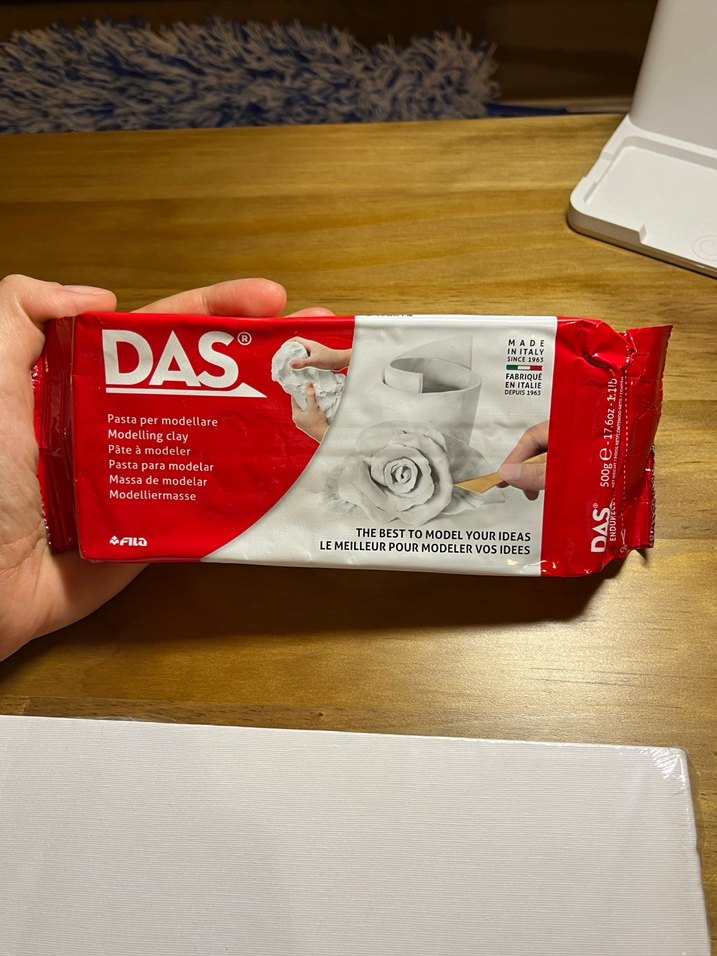 DAS®
Pasta per modellare
Modelling clay
Pâte à modeler
Pasta para modelar
Massa de modelar
Modelliermasse
FILA
MADE
IN ITALY
SINCE 1963
FABRIQUÉ
EN ITALIE
DEPUIS 1963
THE BEST TO MODEL YOUR IDEAS
LE MEILLEUR POUR MODELER VOS IDEES
500g e - 17.6oz - 1.1lb
DAS®